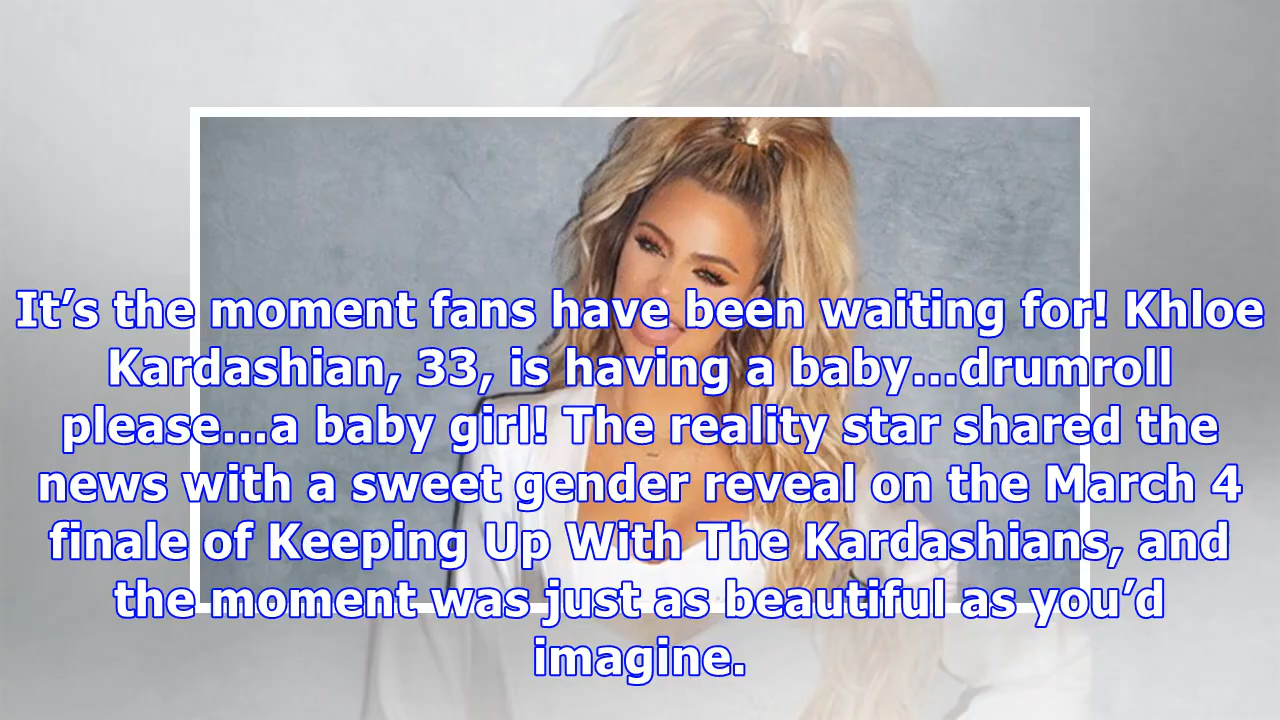 It’s the moment fans have been waiting for! Khloe
Kardashian, 33, is having a baby...drumroll
please...a baby girl! The reality star shared the
news with a sweet gender reveal on the March 4
finale of Keeping Up With The Kardashians, and
the moment was just as beautiful as you’d
imagine.